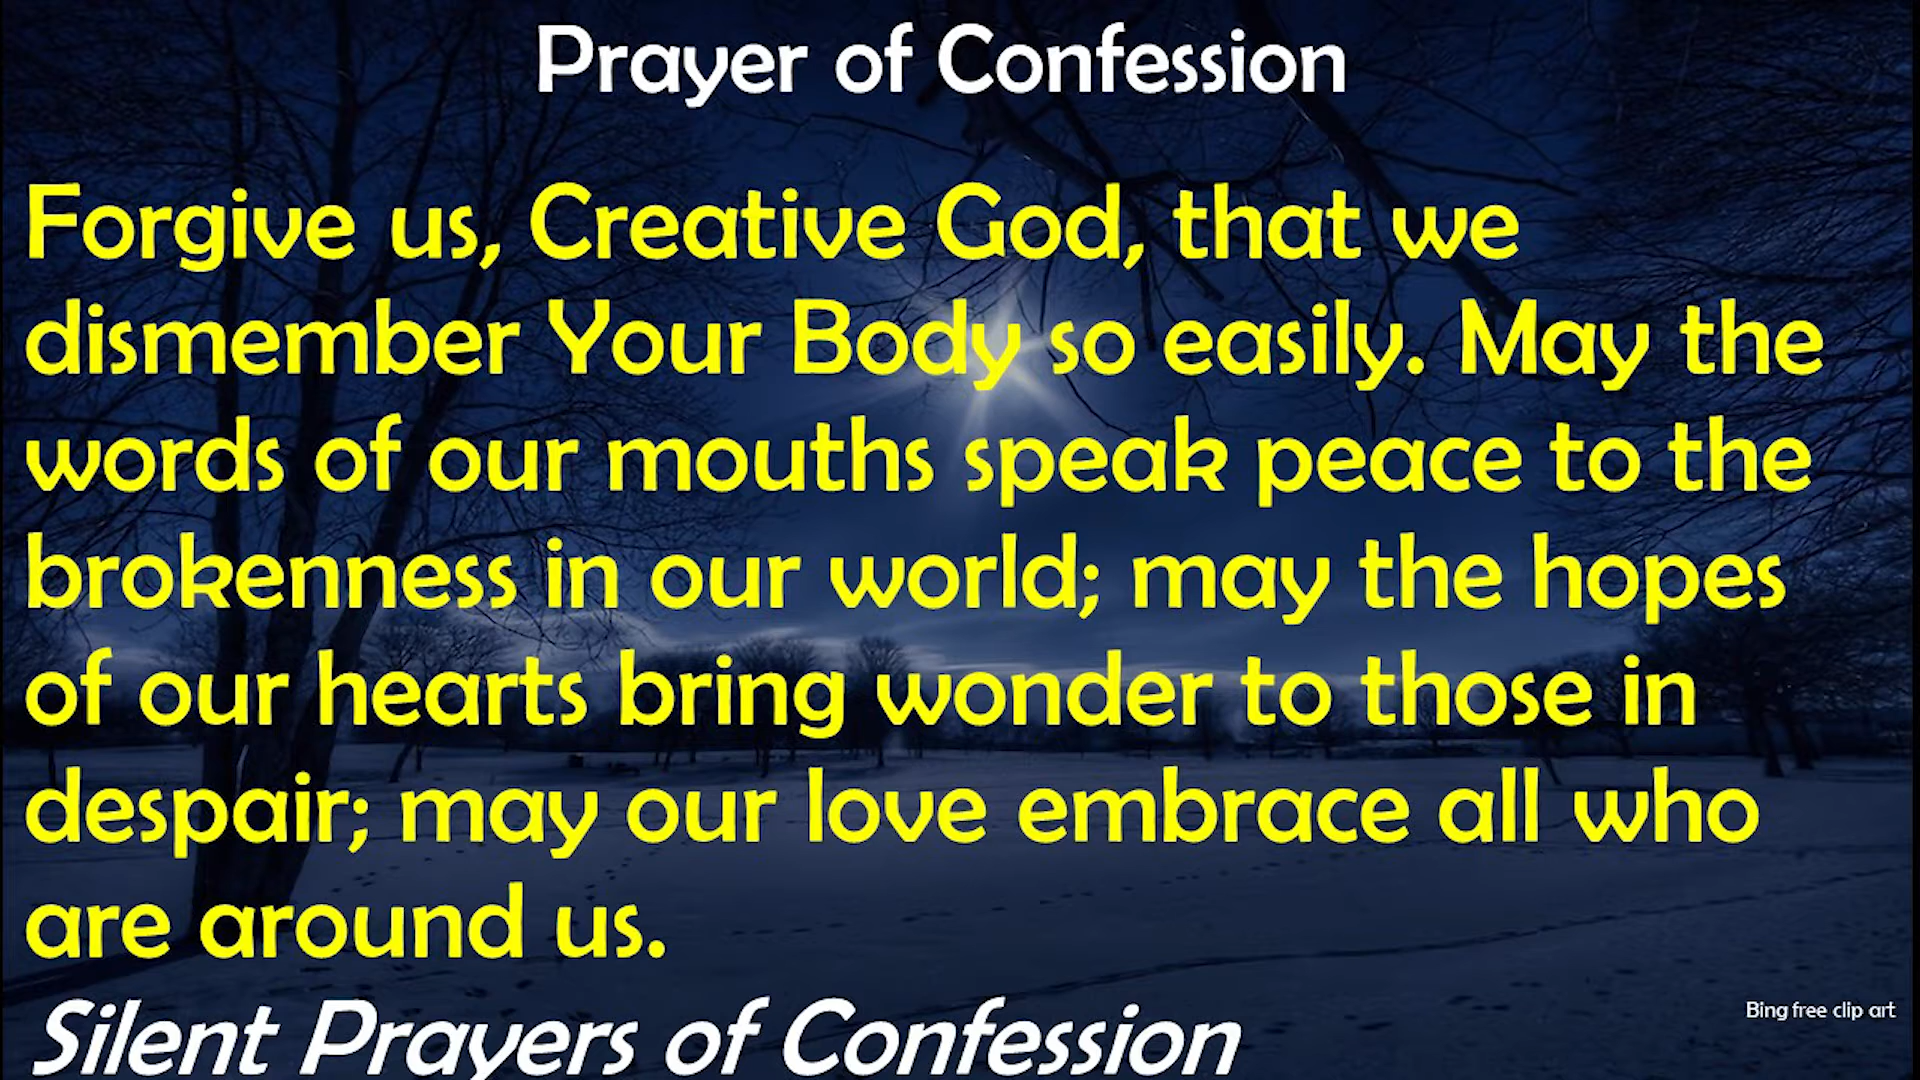 Prayer of Confession
Forgive us, Creative God, that we
dismember Your Body so easily. May the
words of our mouths speak peace to the
brokenness in our world; may the hopes
of our hearts bring wonder to those in
despair; may our love embrace all who
are around us.
Silent Prayers of Confession
Bing free clip art